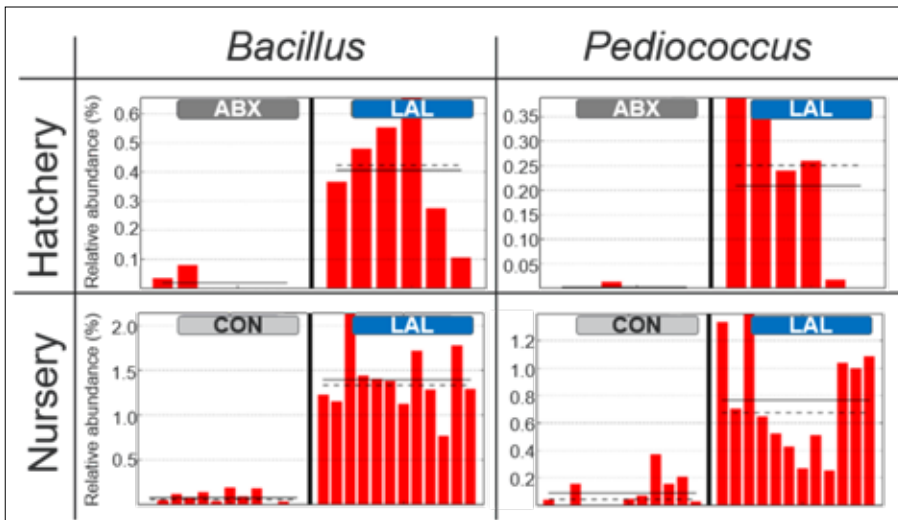 Bacillus
Pediococcus
Hatchery
Relative abundance (%)
0.6
0.5
0.4
0.3
0.2
0.1
ABX
LAL
0.35
0.30
0.25
0.20
0.15
0.10
0.05
ABX
LAL
Nursery
Relative abundance (%)
2.0
1.5
1.0
0.5
CON
LAL
1.2
1.0
0.8
0.6
0.4
0.2
CON
LAL